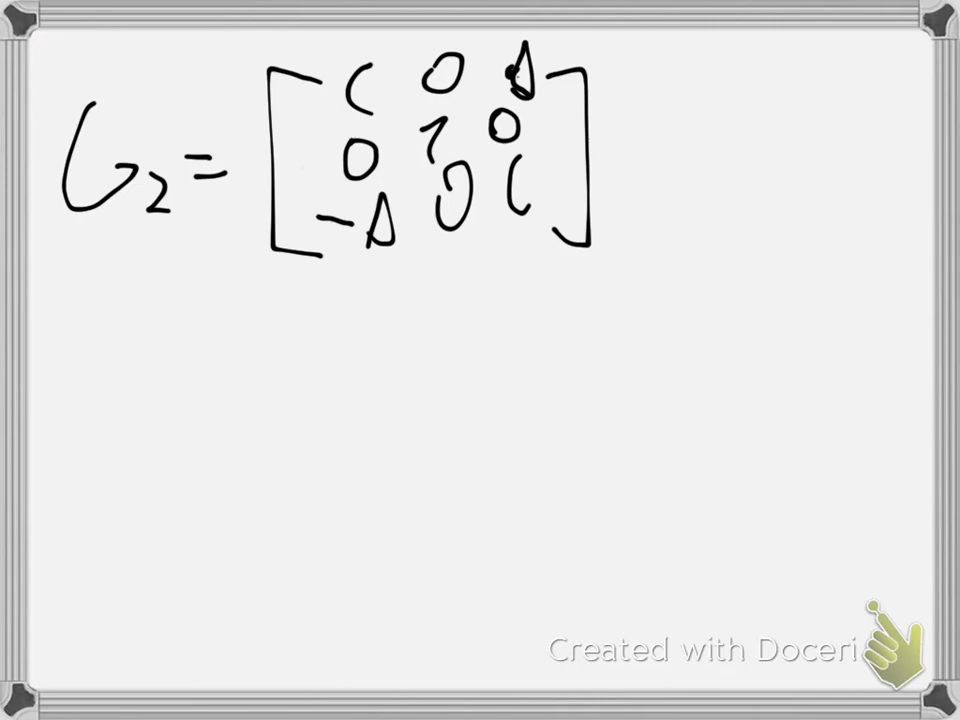 G₂ = [ c 0 s
0 1 0
-s 0 c ]
Created with Doceri